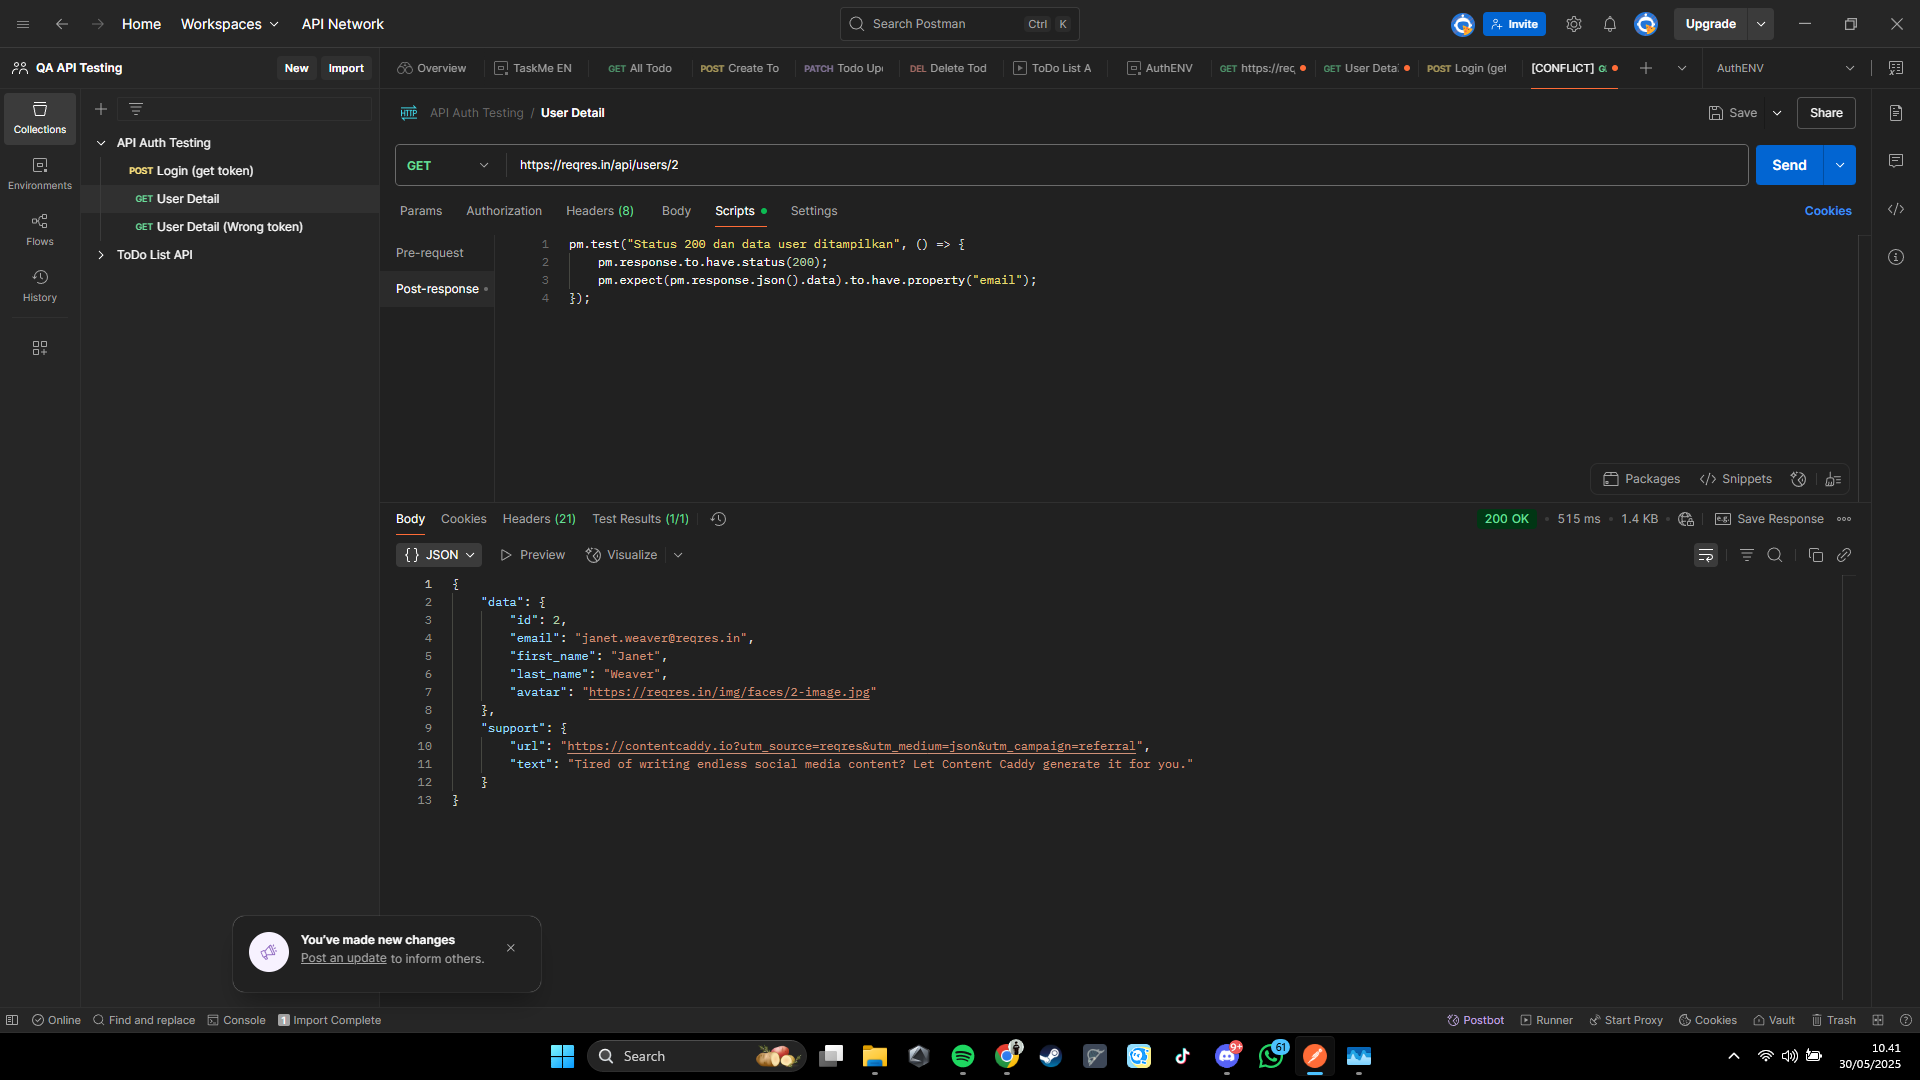 Home
Workspaces
API Network
Search Postman
Ctrl
K
Invite
Upgrade
QA API Testing
New
Import
Overview
TaskMe EN
GET All Todo
POST Create To
PATCH Todo Up
DEL Delete Tod
ToDo List A
AuthENV
GET https://rec
GET User Deta
POST Login (get
[CONFLICT]
AuthENV
Collections
Environments
Flows
History
API Auth Testing
POST Login (get token)
GET User Detail
GET User Detail (Wrong token)
ToDo List API
HTTP
API Auth Testing / User Detail
Save
Share
GET
https://reqres.in/api/users/2
Send
Params
Authorization
Headers (8)
Body
Scripts
Settings
Cookies
Pre-request
Post-response
1 pm.test("Status 200 dan data user ditampilkan", () => {
2 pm.response.to.have.status(200);
3 pm.expect(pm.response.json().data).to.have.property("email");
4 });
Packages
Snippets
Body
Cookies
Headers (21)
Test Results (1/1)
200 OK
515 ms
1.4 KB
e.g.
Save Response
{} JSON
Preview
Visualize
1 {
2 "data": {
3 "id": 2,
4 "email": "janet.weaver@reqres.in",
5 "first_name": "Janet",
6 "last_name": "Weaver",
7 "avatar": "https://reqres.in/img/faces/2-image.jpg"
8 },
9 "support": {
10 "url": "https://contentcaddy.io?utm_source=reqres&utm_medium=json&utm_campaign=referral",
11 "text": "Tired of writing endless social media content? Let Content Caddy generate it for you."
12 }
13 }
You've made new changes
Post an update to inform others.
Online
Find and replace
Console
1 Import Complete
Postbot
Runner
Start Proxy
Cookies
Vault
Trash
Search
9+
61
10.41
30/05/2025